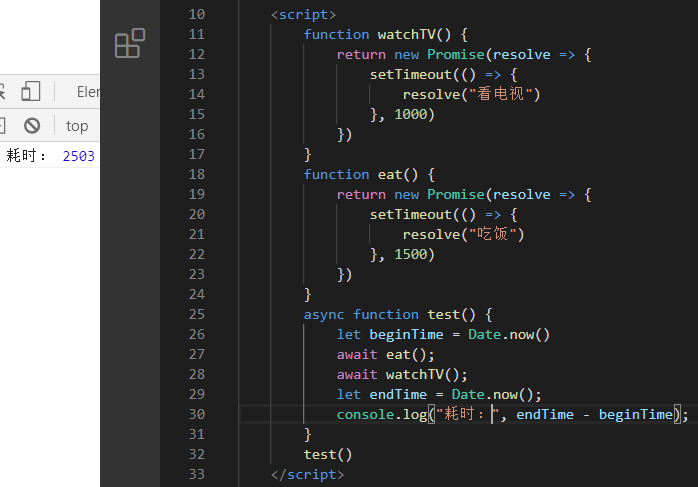 Eler
top
耗时： 2503
10 <script>
11 function watchTV() {
12 return new Promise(resolve => {
13 setTimeout(() => {
14 resolve("看电视")
15 }, 1000)
16 })
17 }
18 function eat() {
19 return new Promise(resolve => {
20 setTimeout(() => {
21 resolve("吃饭")
22 }, 1500)
23 })
24 }
25 async function test() {
26 let beginTime = Date.now()
27 await eat();
28 await watchTV();
29 let endTime = Date.now();
30 console.log("耗时：", endTime - beginTime);
31 }
32 test()
33 </script>